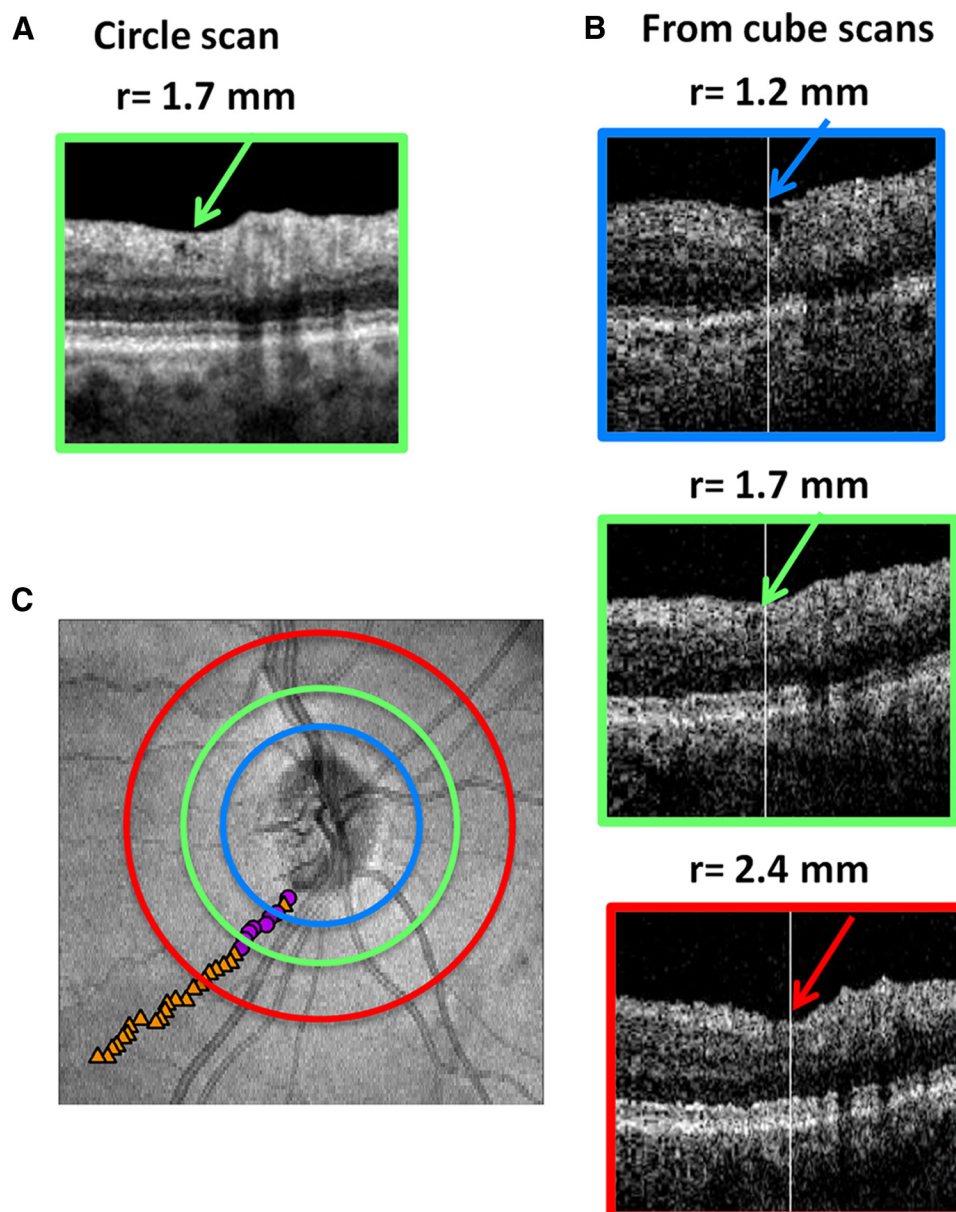 A
Circle scan
r= 1.7 mm
B
From cube scans
r= 1.2 mm
r= 1.7 mm
C
r= 2.4 mm